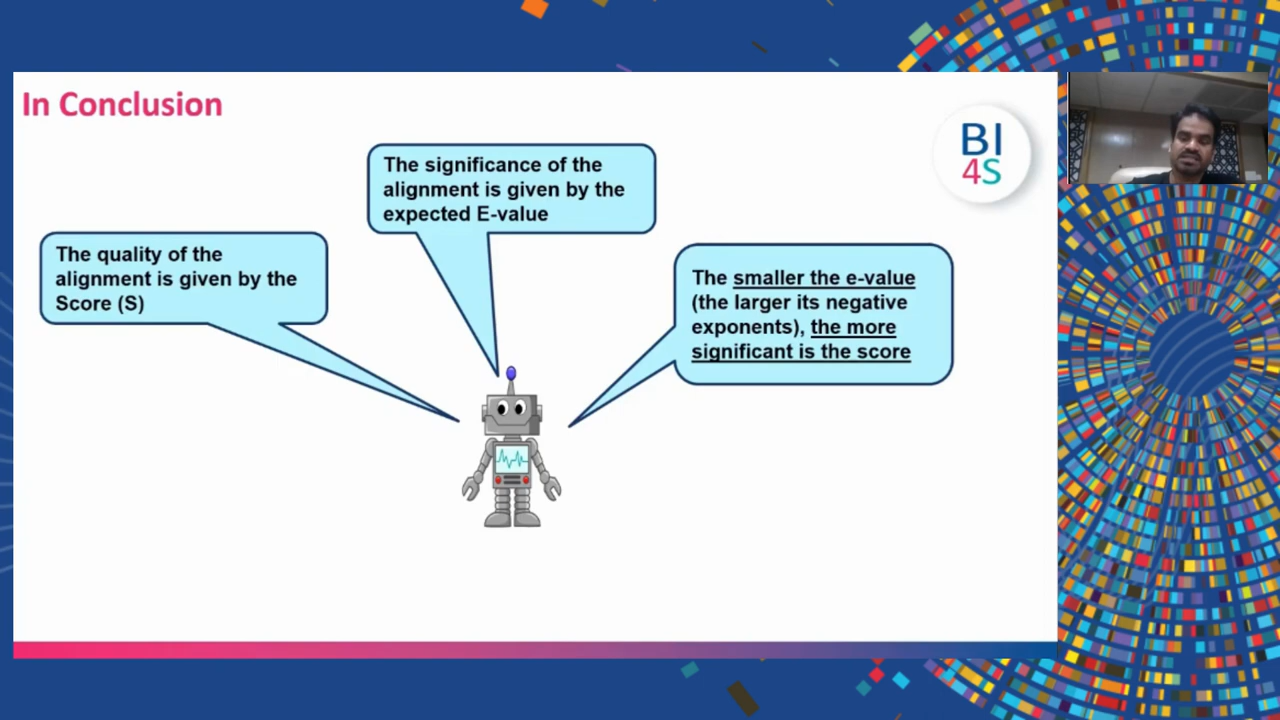 In Conclusion
BI
4S
The significance of the
alignment is given by the
expected E-value
The quality of the
alignment is given by the
Score (S)
The smaller the e-value
(the larger its negative
exponents), the more
significant is the score